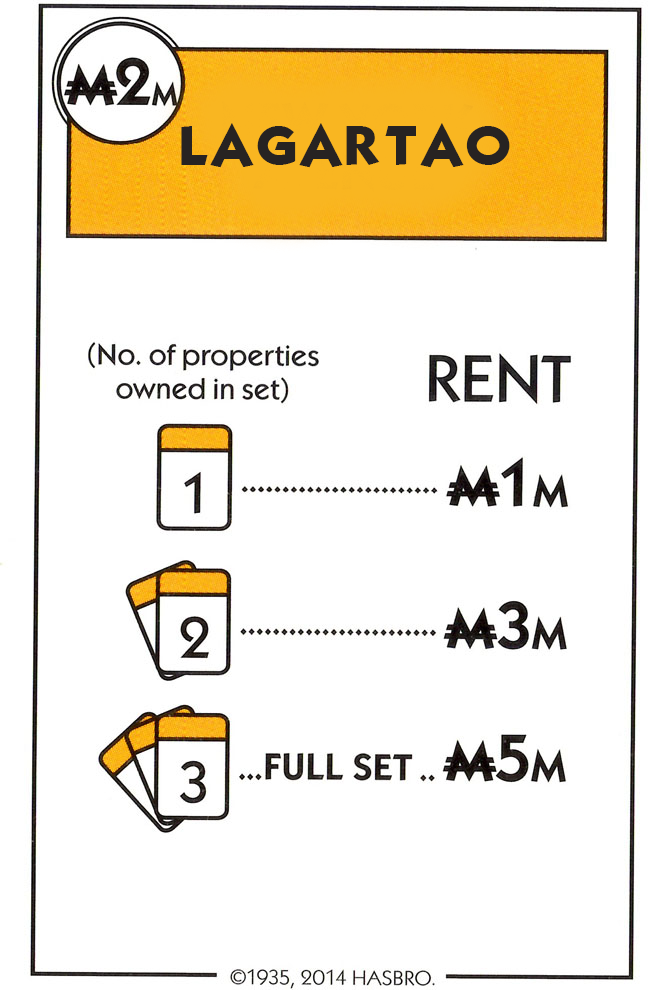 ₩2M
LAGARTAO
(No. of properties
owned in set)
RENT
1 ........................ ₩1M
2 ........................ ₩3M
3 ...FULL SET .. ₩5M
©1935, 2014 HASBRO.